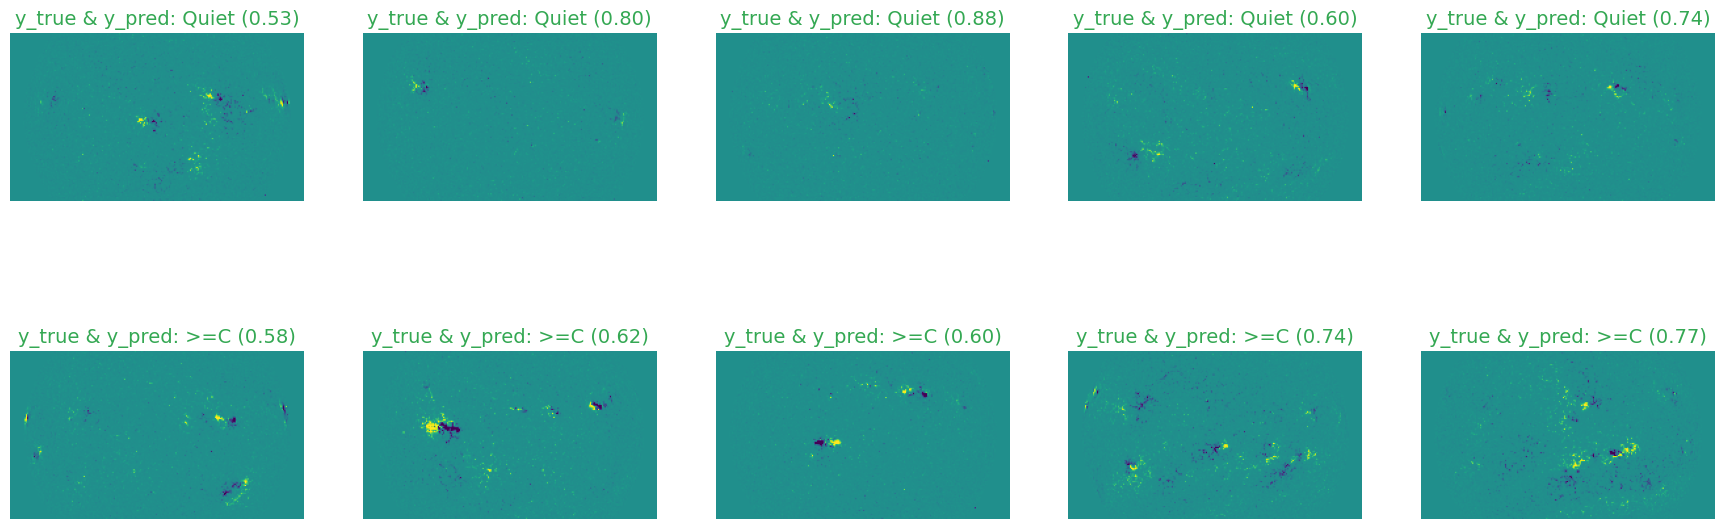 y_true & y_pred: Quiet (0.53)
y_true & y_pred: Quiet (0.80)
y_true & y_pred: Quiet (0.88)
y_true & y_pred: Quiet (0.60)
y_true & y_pred: Quiet (0.74)
y_true & y_pred: >=C (0.58)
y_true & y_pred: >=C (0.62)
y_true & y_pred: >=C (0.60)
y_true & y_pred: >=C (0.74)
y_true & y_pred: >=C (0.77)